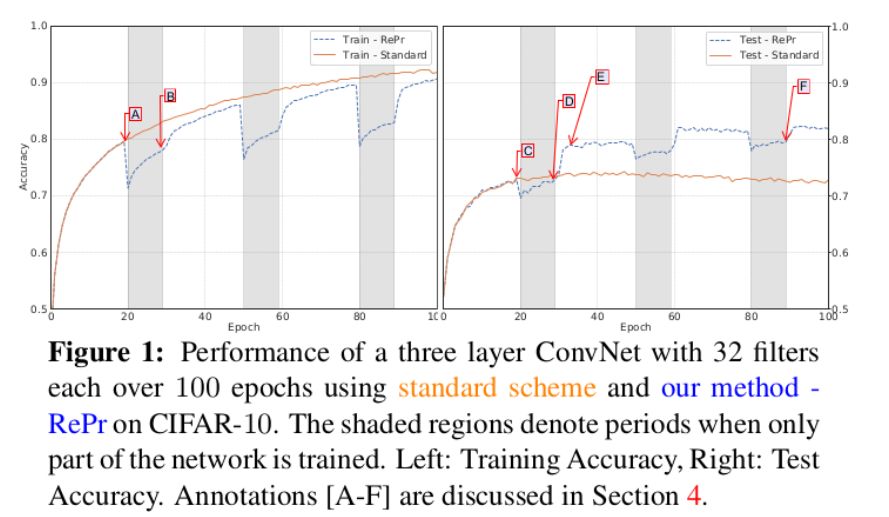 1.0
0.9
0.8
0.7
0.6
0.5
Accuracy
0 20 40 60 80 10
Epoch
Train - RePr
Train - Standard
A
B
1.0
0.9
0.8
0.7
0.6
0.5
0 20 40 60 80 100
Epoch
Test - RePr
Test - Standard
C
D
E
F
Figure 1: Performance of a three layer ConvNet with 32 filters
each over 100 epochs using standard scheme and our method -
RePr on CIFAR-10. The shaded regions denote periods when only
part of the network is trained. Left: Training Accuracy, Right: Test
Accuracy. Annotations [A-F] are discussed in Section 4.